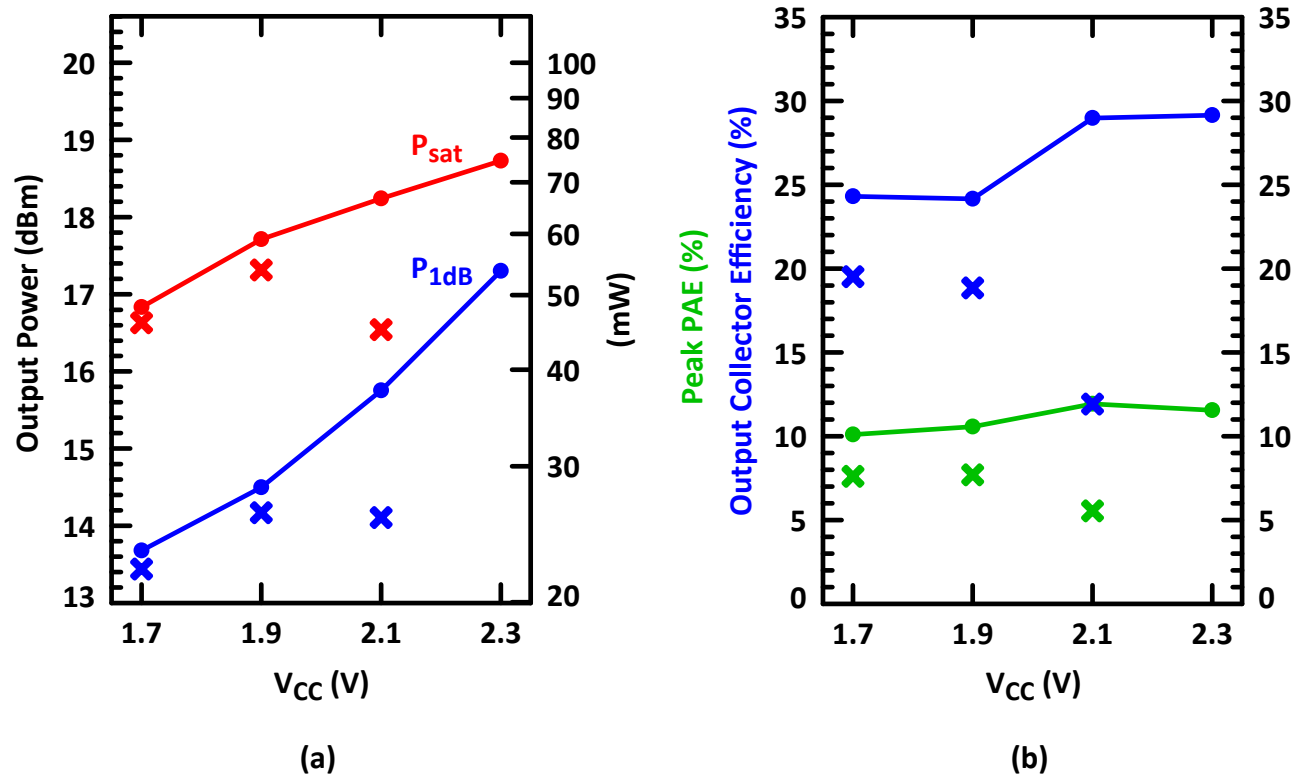 20
19
18
17
16
15
14
13
Output Power (dBm)
100
90
80
70
60
50
40
30
20
(mW)
Psat
P1dB
1.7 1.9 2.1 2.3
VCC (V)
(a)
35
30
25
20
15
10
5
0
Peak PAE (%)
Output Collector Efficiency (%)
35
30
25
20
15
10
5
0
1.7 1.9 2.1 2.3
VCC (V)
(b)